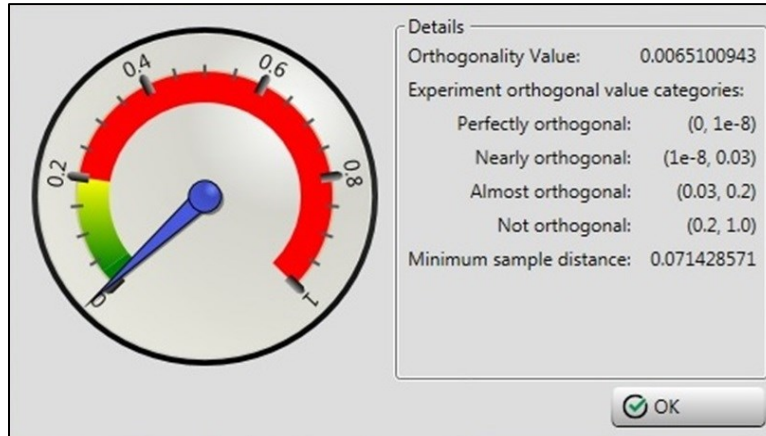 0
0.2
0.4
0.6
0.8
1
Details
Orthogonality Value: 0.0065100943
Experiment orthogonal value categories:
Perfectly orthogonal: (0, 1e-8)
Nearly orthogonal: (1e-8, 0.03)
Almost orthogonal: (0.03, 0.2)
Not orthogonal: (0.2, 1.0)
Minimum sample distance: 0.071428571
OK